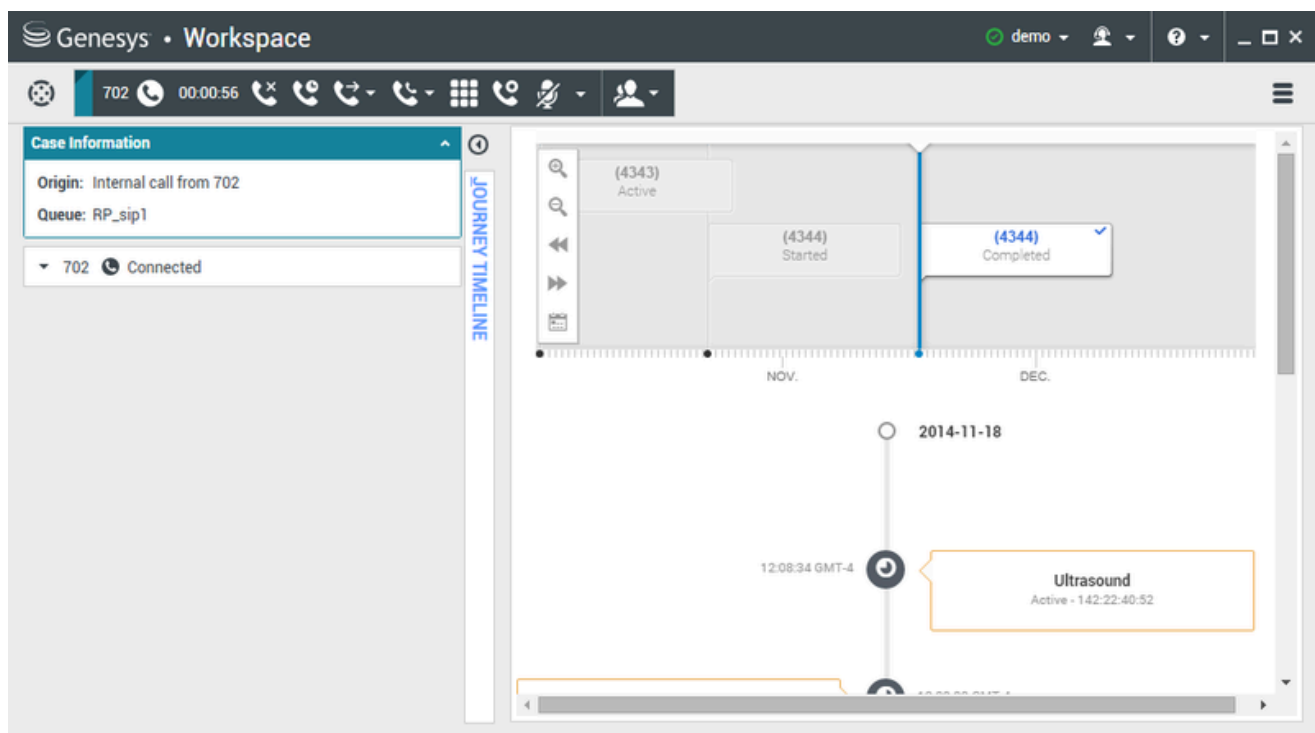 Genesys • Workspace
demo
702 00:00:56
Case Information
Origin: Internal call from 702
Queue: RP_sip1
702 Connected
JOURNEY TIMELINE
(4343)
Active
(4344)
Started
(4344)
Completed
NOV. DEC.
2014-11-18
12:08:34 GMT-4
Ultrasound
Active - 142:22:40:52